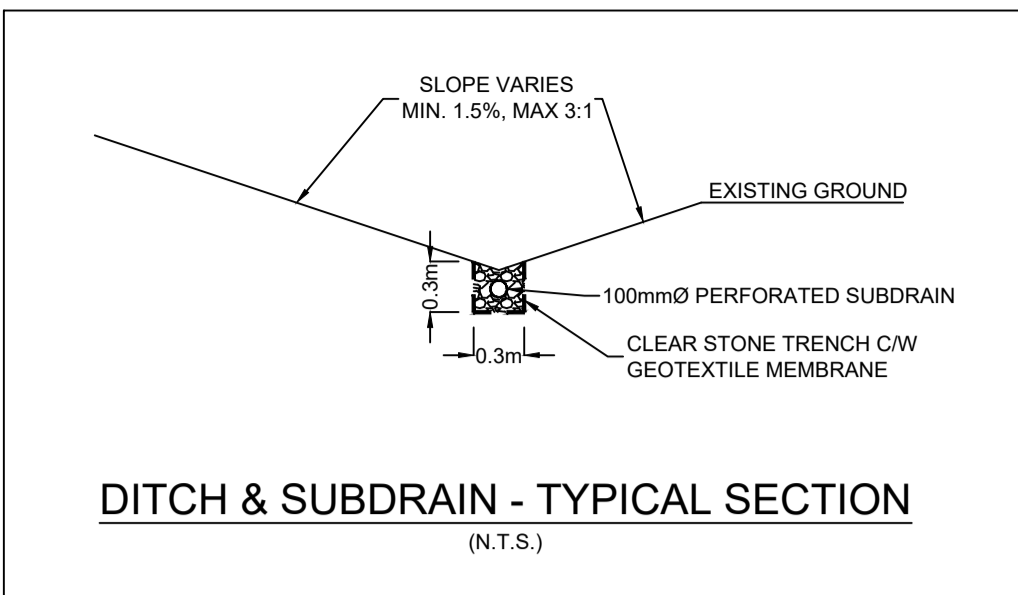 SLOPE VARIES
MIN. 1.5%, MAX 3:1
EXISTING GROUND
0.3m
100mmØ PERFORATED SUBDRAIN
CLEAR STONE TRENCH C/W
GEOTEXTILE MEMBRANE
0.3m
DITCH & SUBDRAIN - TYPICAL SECTION
(N.T.S.)